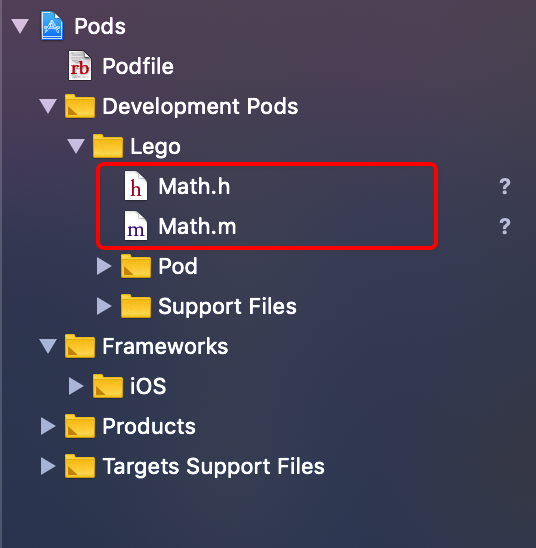 Pods
rb Podfile
Development Pods
Lego
h Math.h ?
m Math.m ?
Pod
Support Files
Frameworks
iOS
Products
Targets Support Files